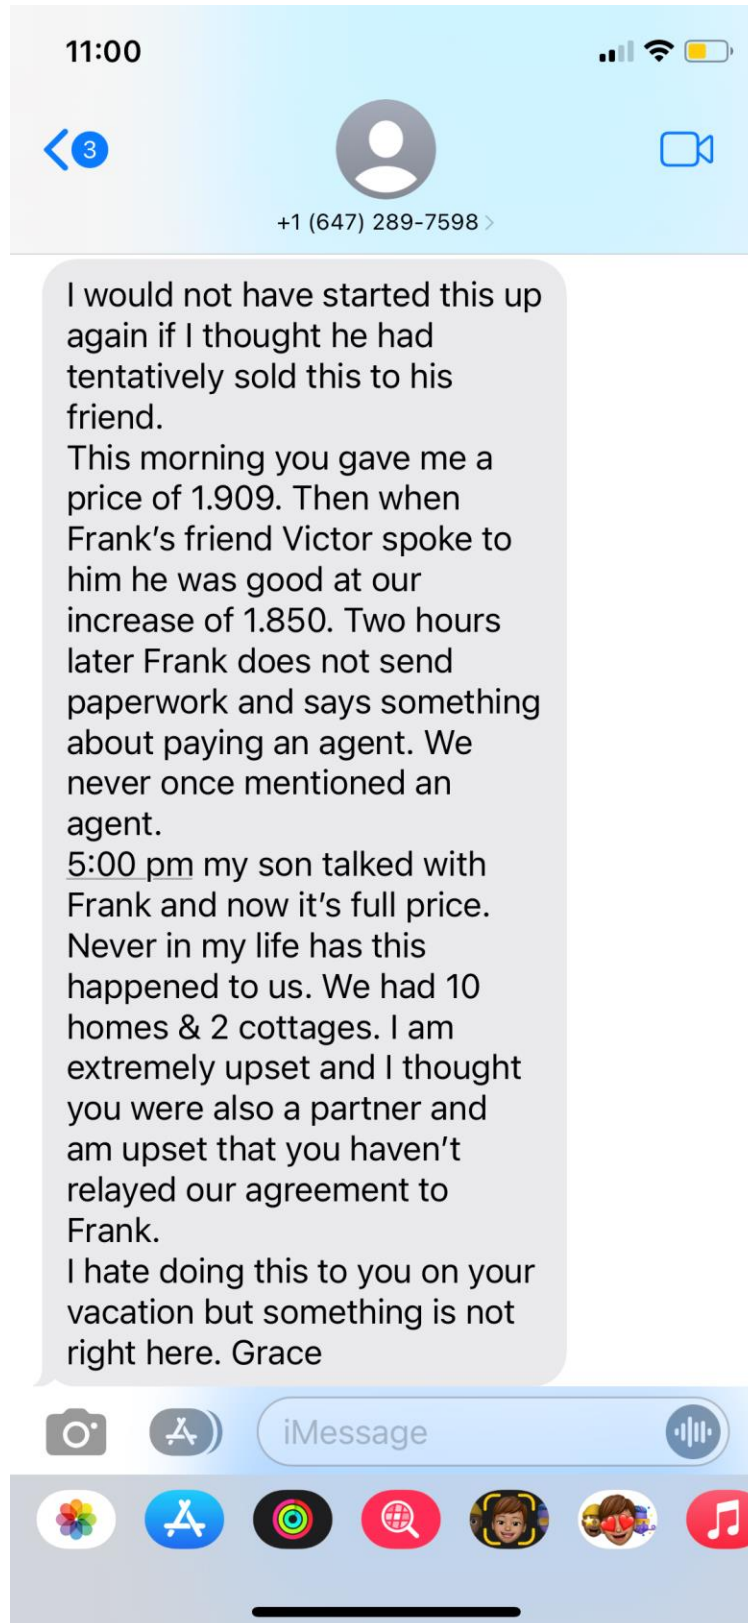 11:00
3
+1 (647) 289-7598
I would not have started this up
again if I thought he had
tentatively sold this to his
friend.
This morning you gave me a
price of 1.909. Then when
Frank’s friend Victor spoke to
him he was good at our
increase of 1.850. Two hours
later Frank does not send
paperwork and says something
about paying an agent. We
never once mentioned an
agent.
5:00 pm my son talked with
Frank and now it’s full price.
Never in my life has this
happened to us. We had 10
homes & 2 cottages. I am
extremely upset and I thought
you were also a partner and
am upset that you haven’t
relayed our agreement to
Frank.
I hate doing this to you on your
vacation but something is not
right here. Grace
iMessage